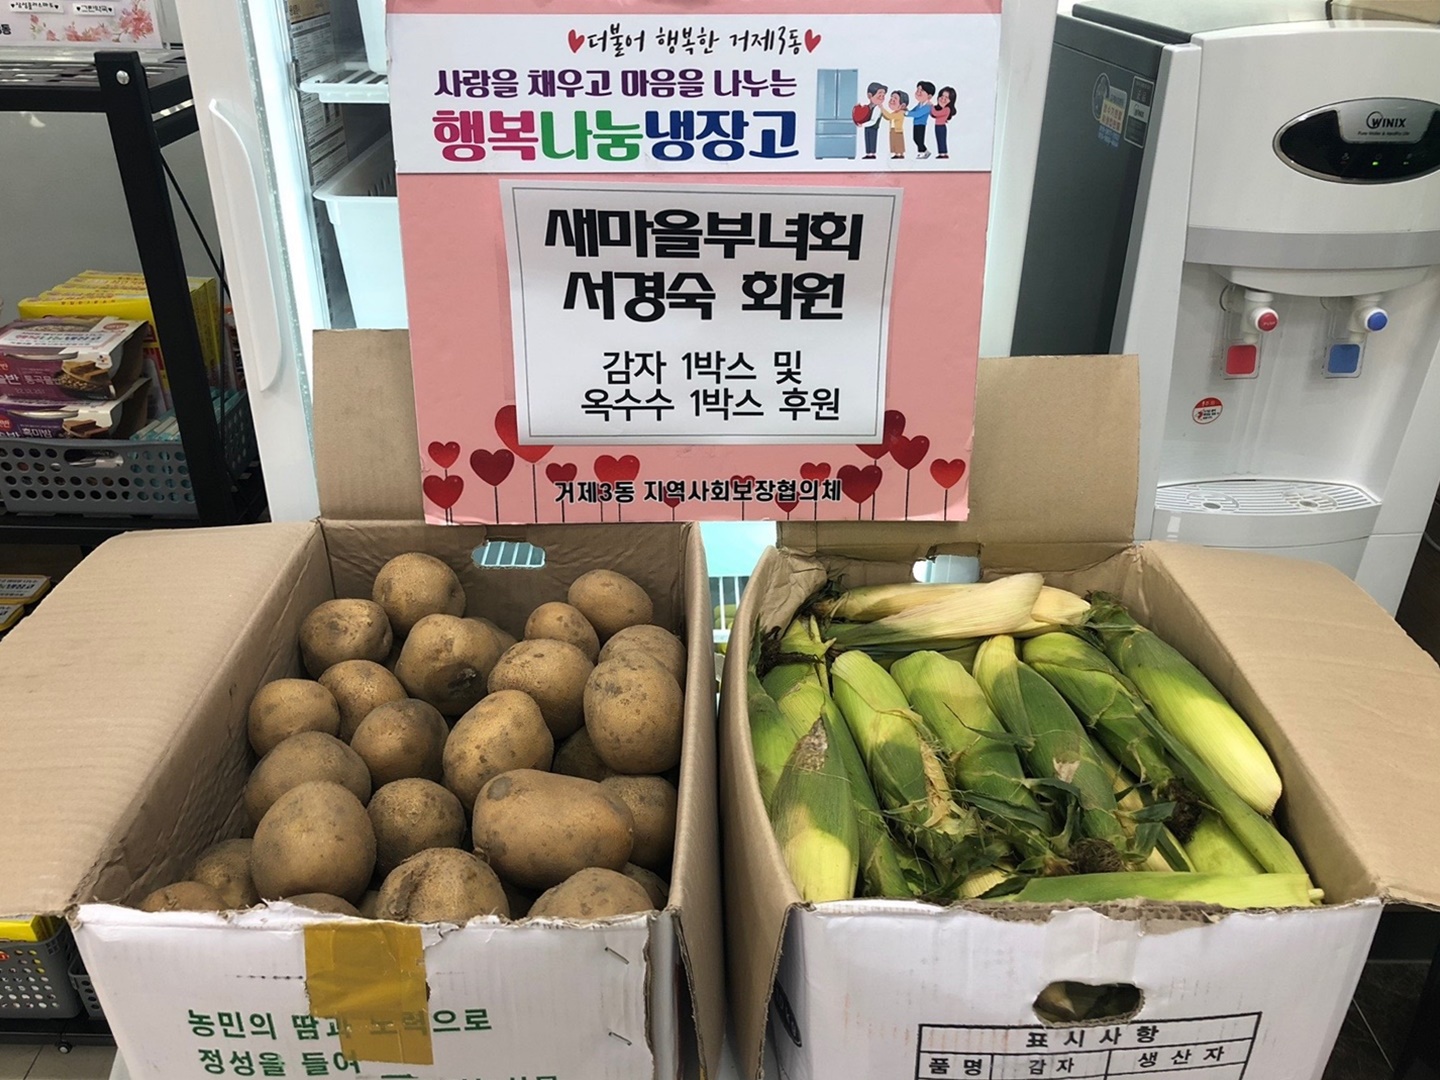 더불어 행복한 거제3동
사랑을 채우고 마음을 나누는
행복나눔냉장고
새마을부녀회
서경숙 회원
감자 1박스 및
옥수수 1박스 후원
거제3동 지역사회보장협의체
WINIX
농민의 땀과 노력으로
정성을 들여
표시사항
품명 감자 생산자